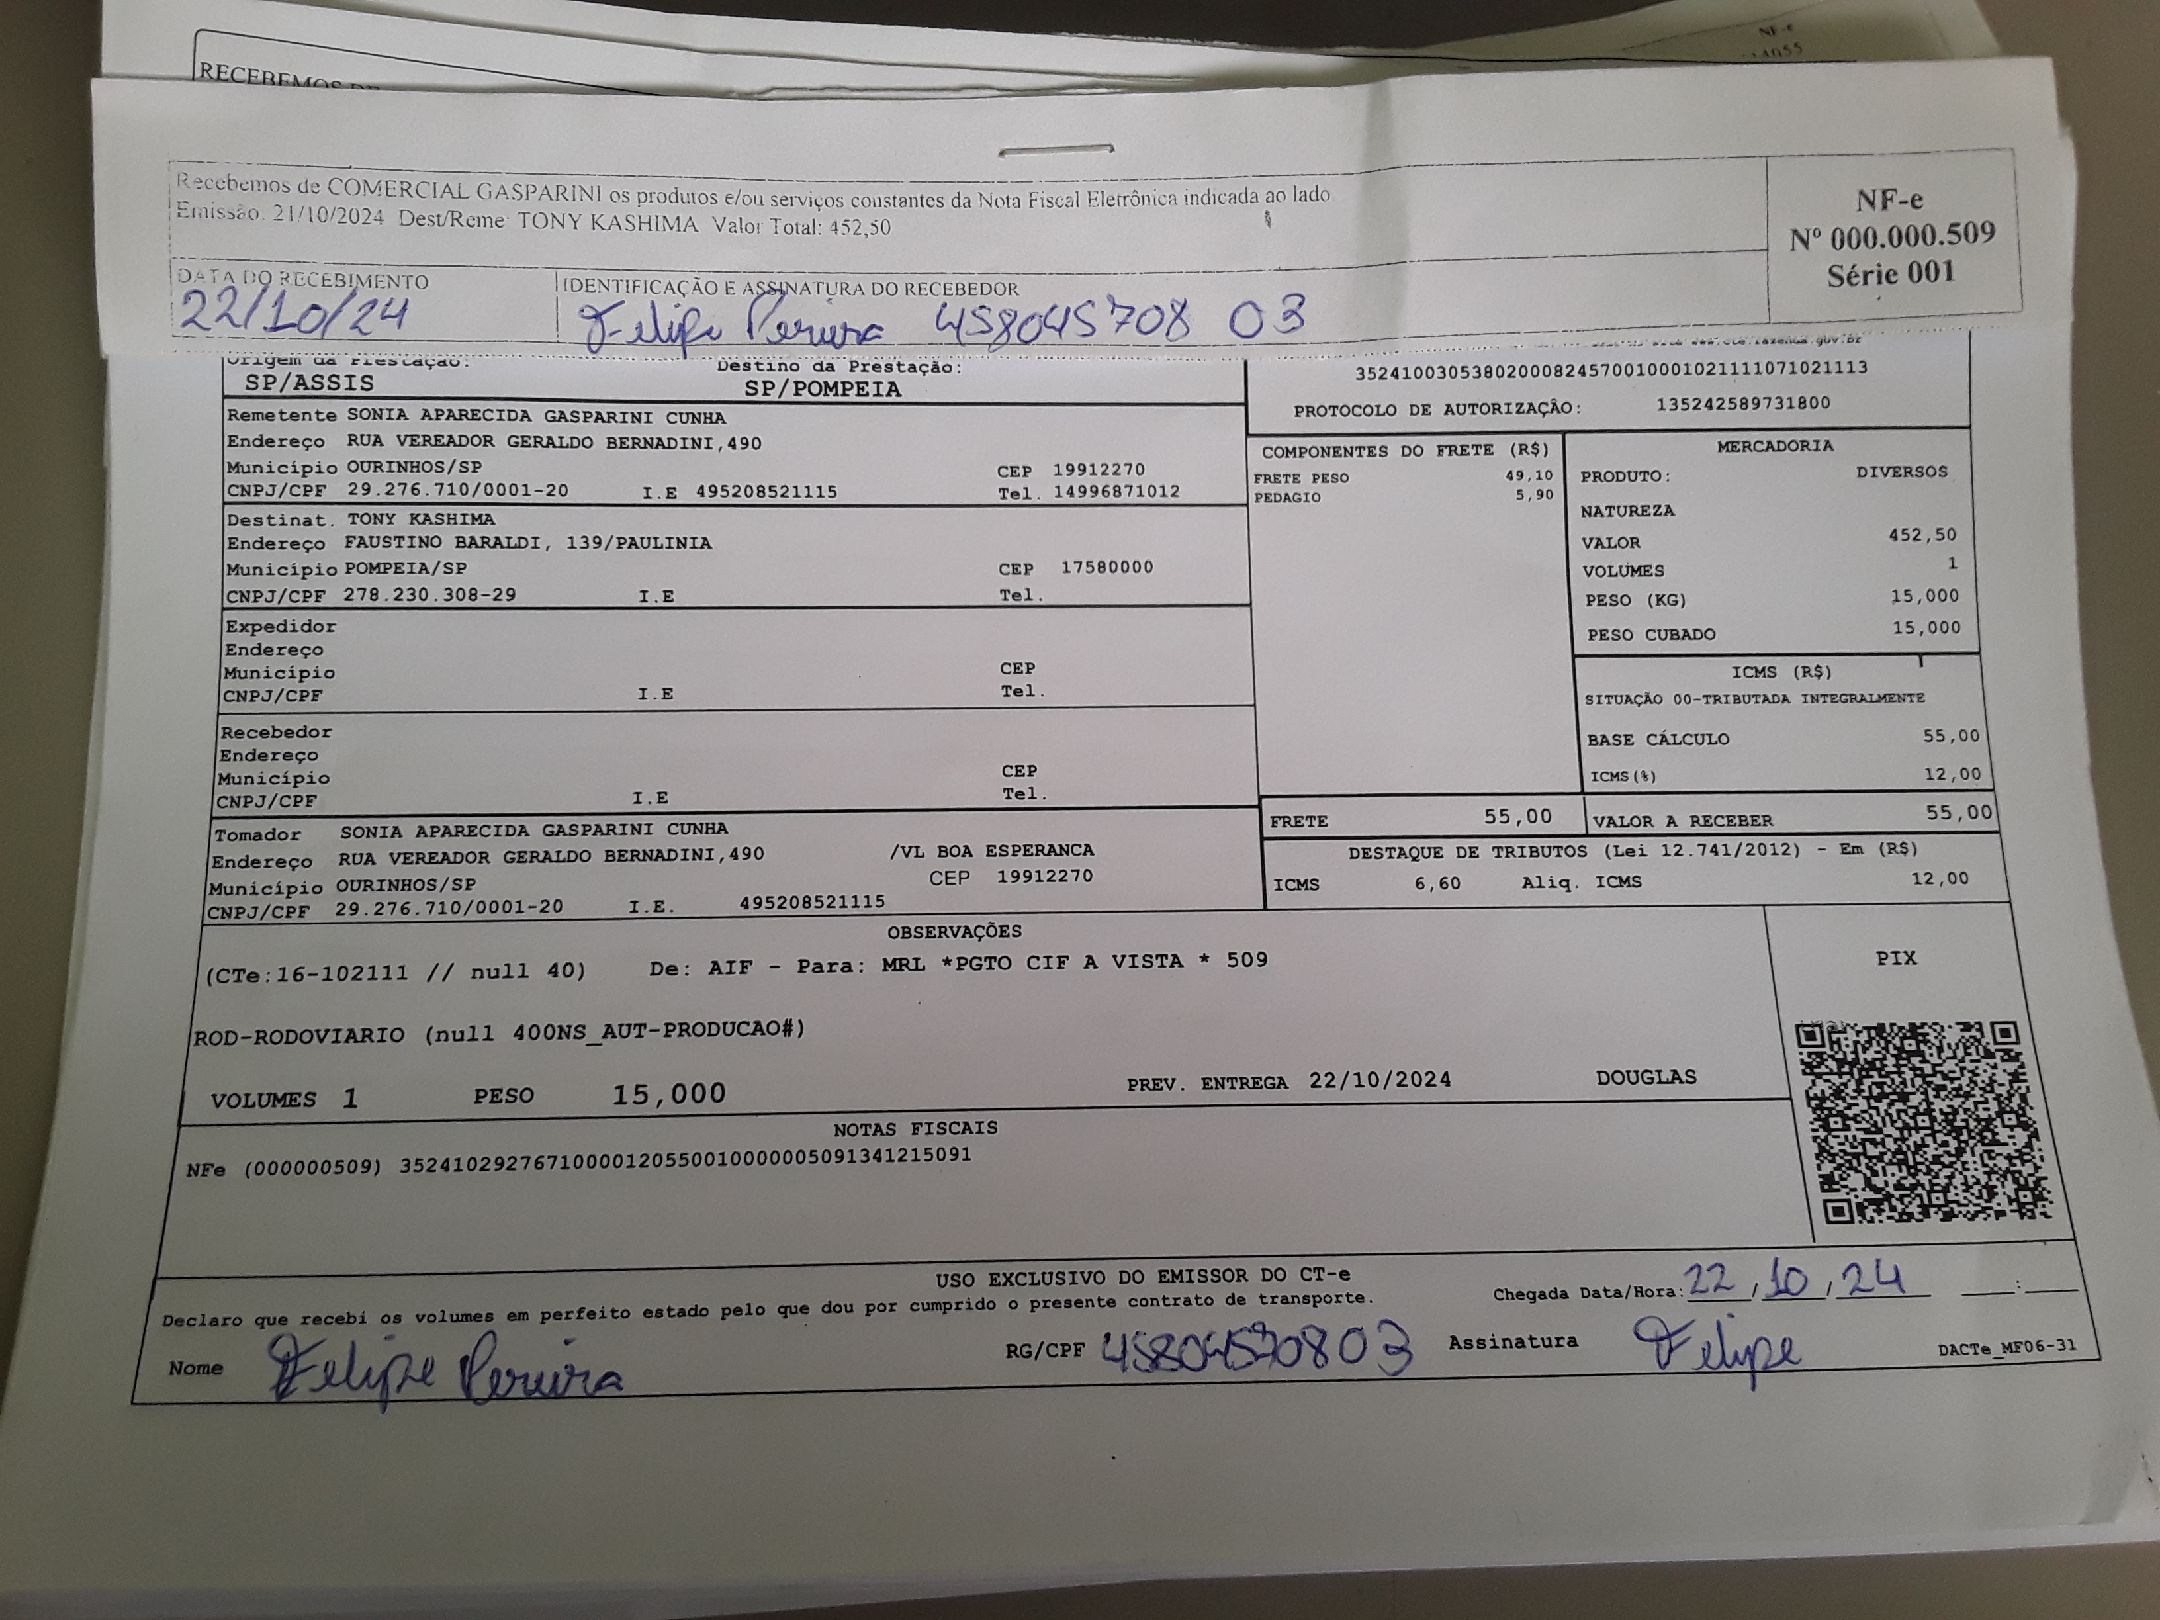 RECEBEMOS DE
NF-e
Recebemos de COMERCIAL GASPARINI os produtos e/ou serviços constantes da Nota Fiscal Eletrônica indicada ao lado
Emissão: 21/10/2024 Dest/Reme: TONY KASHIMA Valor Total: 452,50
NF-e
Nº 000.000.509
Série 001
DATA DO RECEBIMENTO
22/10/24
IDENTIFICAÇÃO E ASSINATURA DO RECEBEDOR
Felipe Pereira 458045708 03
Origem da Prestação:
SP/ASSIS
Destino da Prestação:
SP/POMPEIA
35241003053802000824570010001021111071021113
PROTOCOLO DE AUTORIZAÇÃO: 135242589731800
Remetente SONIA APARECIDA GASPARINI CUNHA
Endereço RUA VEREADOR GERALDO BERNADINI,490
Município OURINHOS/SP CEP 19912270
CNPJ/CPF 29.276.710/0001-20 I.E 495208521115 Tel. 14996871012
Destinat. TONY KASHIMA
Endereço FAUSTINO BARALDI, 139/PAULINIA
Município POMPEIA/SP CEP 17580000
CNPJ/CPF 278.230.308-29 I.E Tel.
Expedidor
Endereço
Município CEP
CNPJ/CPF I.E Tel.
Recebedor
Endereço
Município CEP
CNPJ/CPF I.E Tel.
Tomador SONIA APARECIDA GASPARINI CUNHA
Endereço RUA VEREADOR GERALDO BERNADINI,490 /VL BOA ESPERANCA
Município OURINHOS/SP CEP 19912270
CNPJ/CPF 29.276.710/0001-20 I.E. 495208521115
COMPONENTES DO FRETE (R$)
FRETE PESO 49,10
PEDAGIO 5,90
MERCADORIA
PRODUTO: DIVERSOS
NATUREZA
VALOR 452,50
VOLUMES 1
PESO (KG) 15,000
PESO CUBADO 15,000
ICMS (R$)
SITUAÇÃO 00-TRIBUTADA INTEGRALMENTE
BASE CÁLCULO 55,00
ICMS(%) 12,00
FRETE 55,00 VALOR A RECEBER 55,00
DESTAQUE DE TRIBUTOS (Lei 12.741/2012) - Em (R$)
ICMS 6,60 Aliq. ICMS 12,00
OBSERVAÇÕES
(CTe:16-102111 // null 40) De: AIF - Para: MRL *PGTO CIF A VISTA * 509
ROD-RODOVIARIO (null 400NS_AUT-PRODUCAO#)
VOLUMES 1 PESO 15,000 PREV. ENTREGA 22/10/2024 DOUGLAS
PIX
NOTAS FISCAIS
NFe (000000509) 35241029276710000120550010000005091341215091
USO EXCLUSIVO DO EMISSOR DO CT-e
Declaro que recebi os volumes em perfeito estado pelo que dou por cumprido o presente contrato de transporte.
Chegada Data/Hora: 22 / 10 / 24 :
Nome Felipe Pereira RG/CPF 45804570803 Assinatura Felipe
DACTe_MF06-31